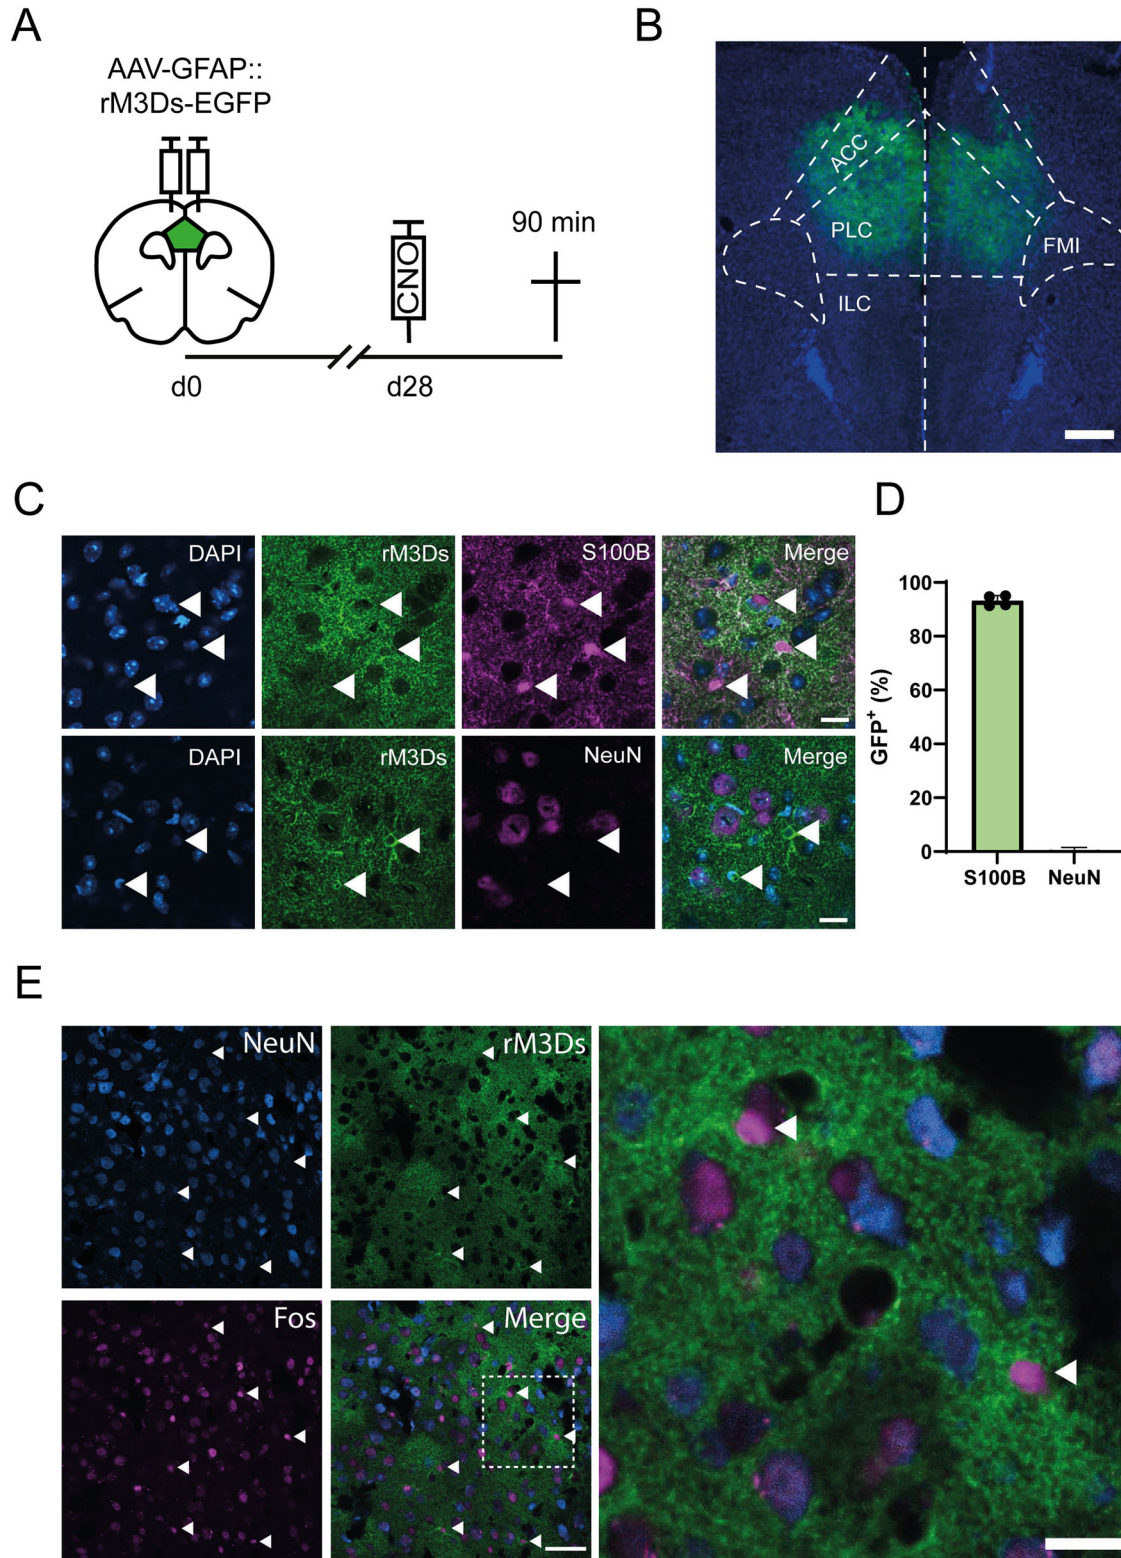 A
AAV-GFAP::
rM3Ds-EGFP
CNO
90 min
d0
d28
B
ACC
PLC
FMI
ILC
C
DAPI
rM3Ds
S100B
Merge
DAPI
rM3Ds
NeuN
Merge
D
GFP+ (%)
100
80
60
40
20
0
S100B
NeuN
E
NeuN
rM3Ds
Fos
Merge